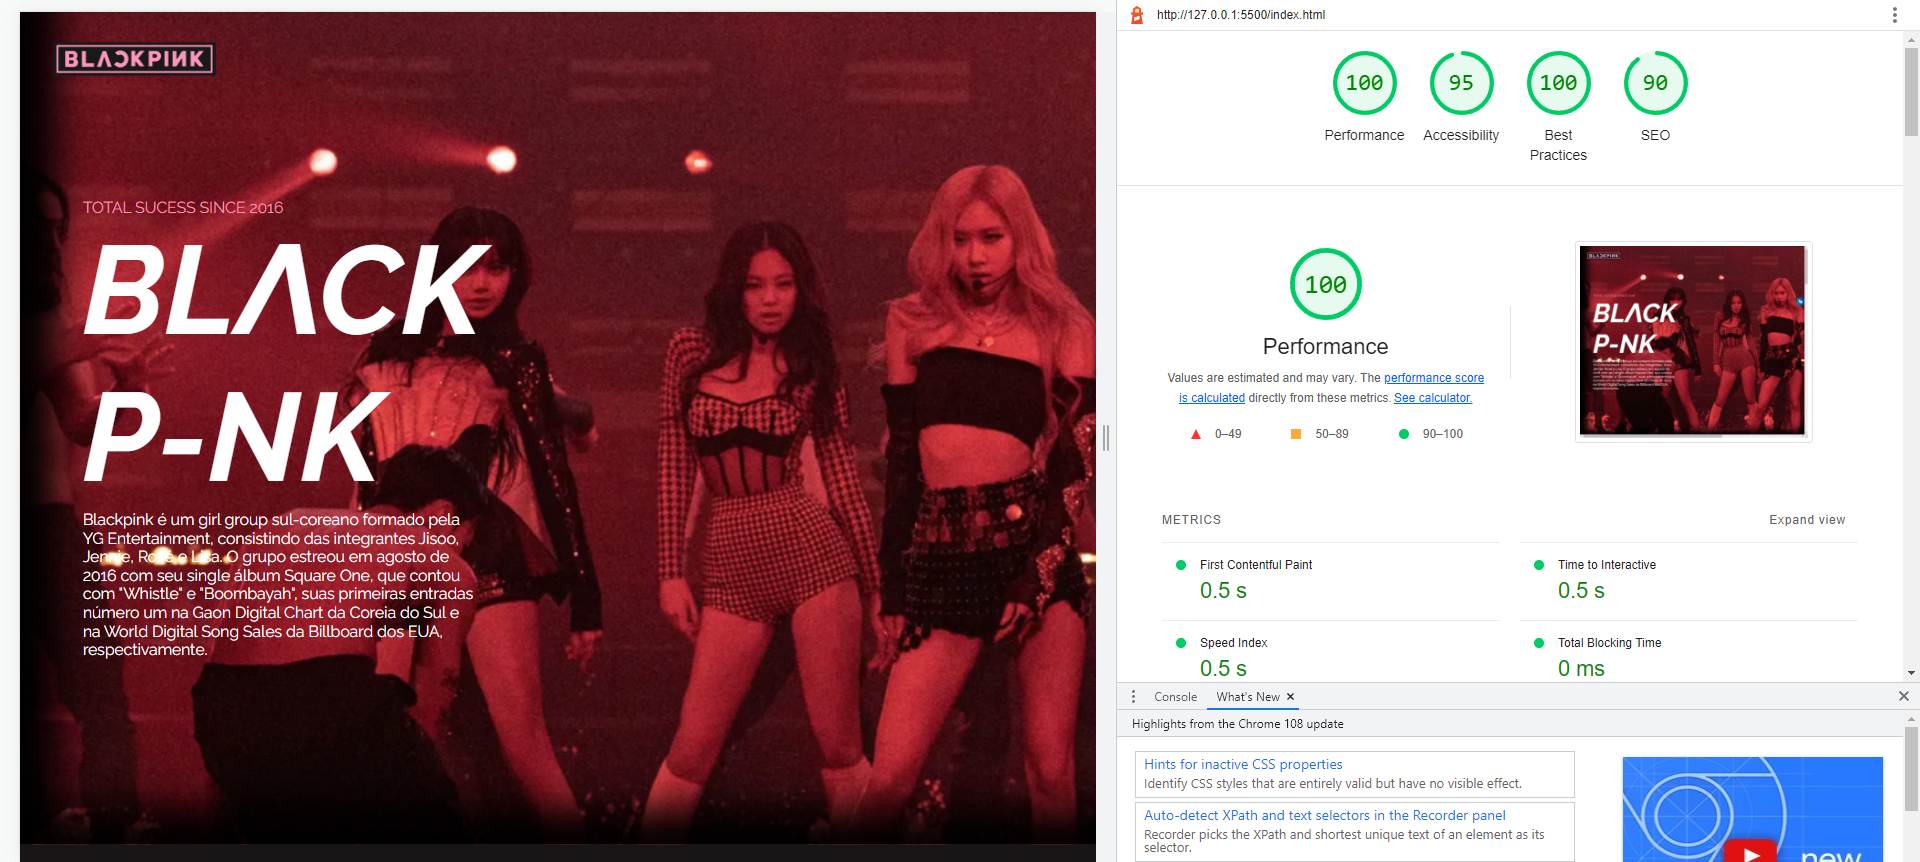 BLΛƆKPIИK
TOTAL SUCESS SINCE 2016
BLΛCK
P-NK
Blackpink é um girl group sul-coreano formado pela
YG Entertainment, consistindo das integrantes Jisoo,
Jennie, Rosé e Lisa. O grupo estreou em agosto de
2016 com seu single álbum Square One, que contou
com "Whistle" e "Boombayah", suas primeiras entradas
número um na Gaon Digital Chart da Coreia do Sul e
na World Digital Song Sales da Billboard dos EUA,
respectivamente.
http://127.0.0.1:5500/index.html
100 95 100 90
Performance Accessibility Best Practices SEO
100
Performance
Values are estimated and may vary. The performance score
is calculated directly from these metrics. See calculator.
0–49 50–89 90–100
BLΛCK
P-NK
METRICS Expand view
First Contentful Paint
0.5 s
Time to Interactive
0.5 s
Speed Index
0.5 s
Total Blocking Time
0 ms
Console What's New
Highlights from the Chrome 108 update
Hints for inactive CSS properties
Identify CSS styles that are entirely valid but have no visible effect.
Auto-detect XPath and text selectors in the Recorder panel
Recorder picks the XPath and shortest unique text of an element as its
selector.
new